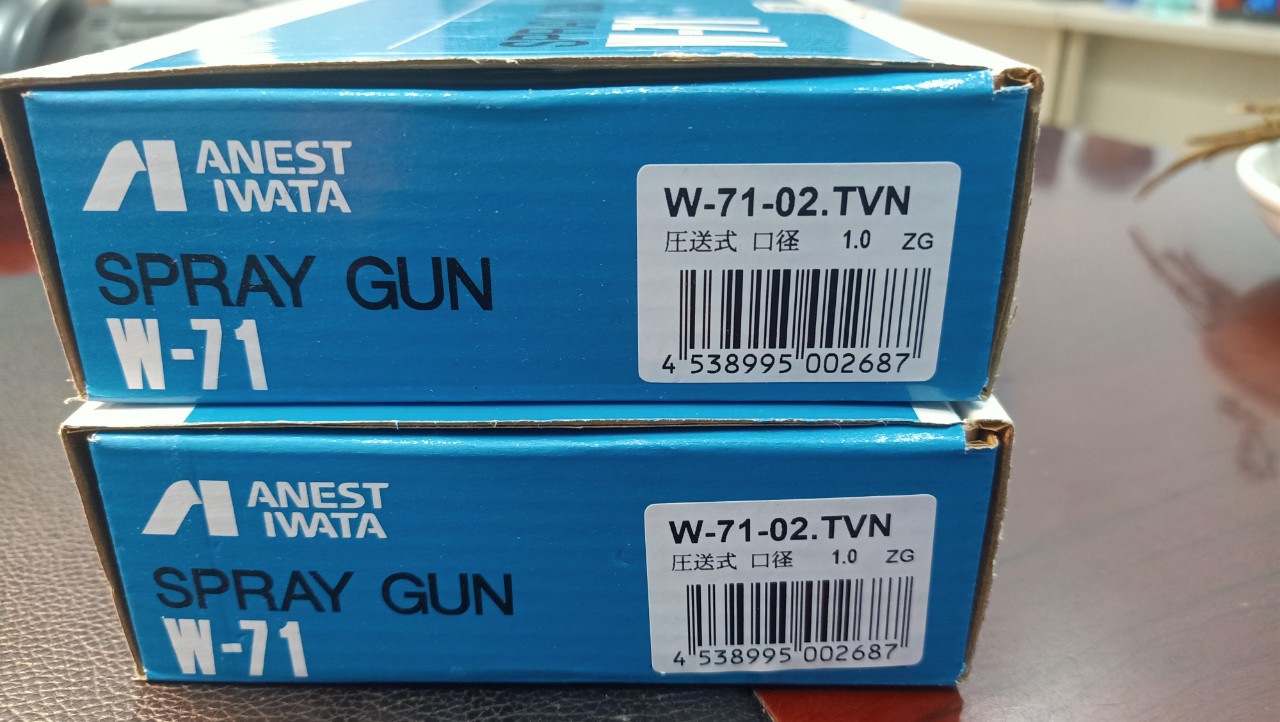 SPRAY
ANEST
IWATA
SPRAY GUN
W-71
W-71-02.TVN
圧送式 口径 1.0 ZG
4 538995 002687
ANEST
IWATA
SPRAY GUN
W-71
W-71-02.TVN
圧送式 口径 1.0 ZG
4 538995 002687